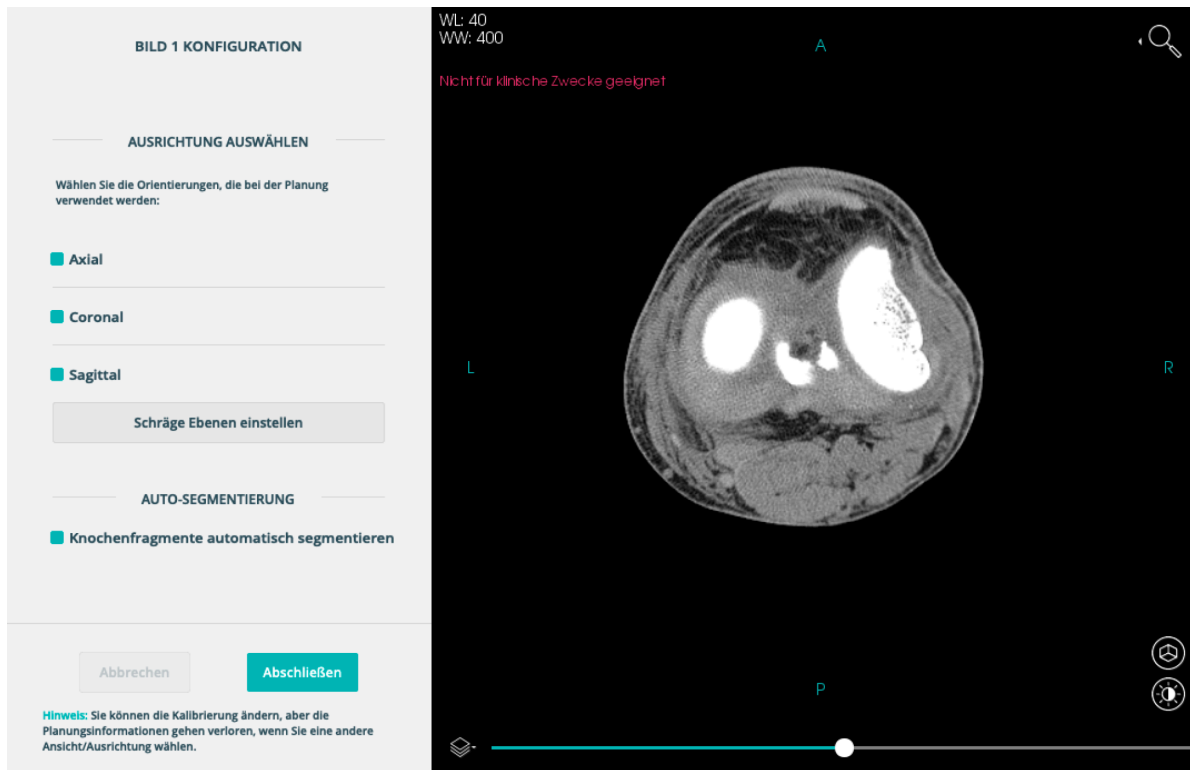 BILD 1 KONFIGURATION
AUSRICHTUNG AUSWÄHLEN
Wählen Sie die Orientierungen, die bei der Planung
verwendet werden:
Axial
Coronal
Sagittal
Schräge Ebenen einstellen
AUTO-SEGMENTIERUNG
Knochenfragmente automatisch segmentieren
Abbrechen
Abschließen
Hinweis: Sie können die Kalibrierung ändern, aber die
Planungsinformationen gehen verloren, wenn Sie eine andere
Ansicht/Ausrichtung wählen.
WL: 40
WW: 400
Nicht für klinische Zwecke geeignet
A
L
R
P